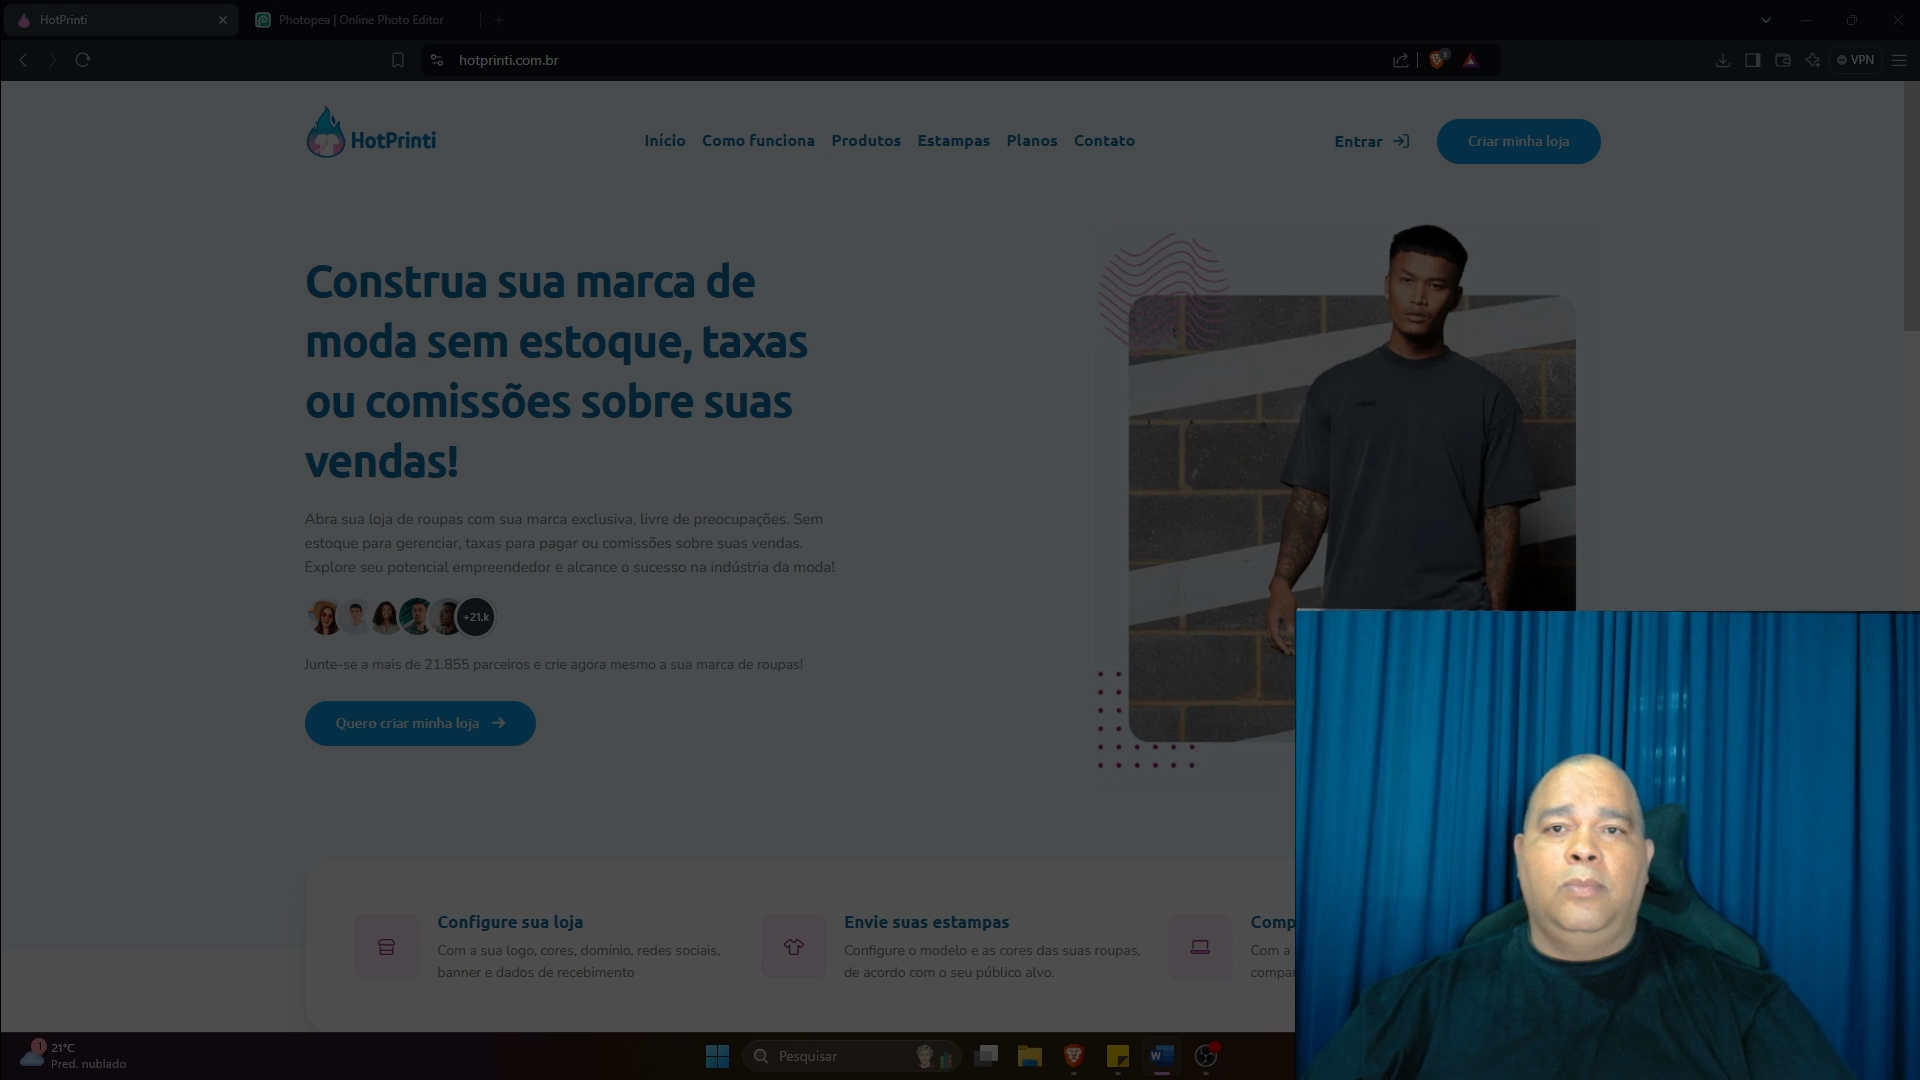 HotPrinti
Photopea | Online Photo Editor
hotprinti.com.br
3
VPN
HotPrinti
Início Como funciona Produtos Estampas Planos Contato
Entrar
Criar minha loja
Construa sua marca de
moda sem estoque, taxas
ou comissões sobre suas
vendas!
Abra sua loja de roupas com sua marca exclusiva, livre de preocupações. Sem
estoque para gerenciar, taxas para pagar ou comissões sobre suas vendas.
Explore seu potencial empreendedor e alcance o sucesso na indústria da moda!
+21.k
Junte-se a mais de 21.855 parceiros e crie agora mesmo a sua marca de roupas!
Quero criar minha loja
Configure sua loja
Com a sua logo, cores, domínio, redes sociais,
banner e dados de recebimento
Envie suas estampas
Configure o modelo e as cores das suas roupas,
de acordo com o seu público alvo.
Comp
Com a
compar
1
21°C
Pred. nublado
Pesquisar
W